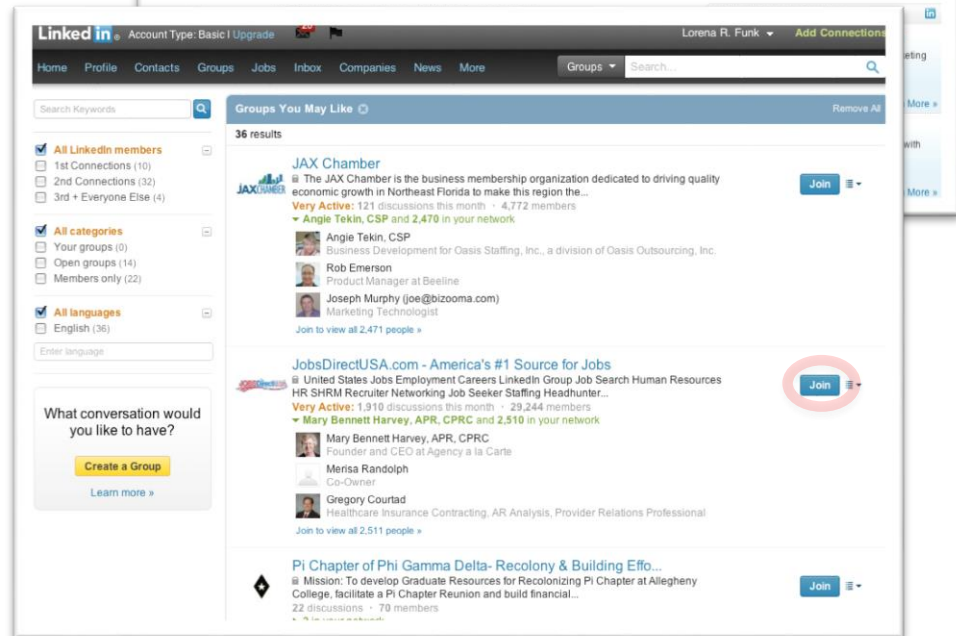 Linked in Account Type: Basic | Upgrade
Lorena R. Funk Add Connections
Home Profile Contacts Groups Jobs Inbox Companies News More Groups Search...
Search Keywords
All LinkedIn members
1st Connections (10)
2nd Connections (32)
3rd + Everyone Else (4)
All categories
Your groups (0)
Open groups (14)
Members only (22)
All languages
English (36)
Enter language
What conversation would
you like to have?
Create a Group
Learn more »
Groups You May Like
Remove All
36 results
JAX Chamber
JAXCHAMBER
The JAX Chamber is the business membership organization dedicated to driving quality
economic growth in Northeast Florida to make this region the...
Very Active: 121 discussions this month · 4,772 members
Angie Tekin, CSP and 2,470 in your network
Join
Angie Tekin, CSP
Business Development for Oasis Staffing, Inc., a division of Oasis Outsourcing, Inc.
Rob Emerson
Product Manager at Beeline
Joseph Murphy (joe@bizooma.com)
Marketing Technologist
Join to view all 2,471 people »
JobsDirectUSA.com - America's #1 Source for Jobs
United States Jobs Employment Careers LinkedIn Group Job Search Human Resources
HR SHRM Recruiter Networking Job Seeker Staffing Headhunter...
Very Active: 1,910 discussions this month · 29,244 members
Mary Bennett Harvey, APR, CPRC and 2,510 in your network
Join
Mary Bennett Harvey, APR, CPRC
Founder and CEO at Agency a la Carte
Merisa Randolph
Co-Owner
Gregory Courtad
Healthcare Insurance Contracting, AR Analysis, Provider Relations Professional
Join to view all 2,511 people »
Pi Chapter of Phi Gamma Delta- Recolony & Building Effo...
Mission: To develop Graduate Resources for Recolonizing Pi Chapter at Allegheny
College, facilitate a Pi Chapter Reunion and build financial...
22 discussions · 70 members
Join
in
eting
More »
with
More »